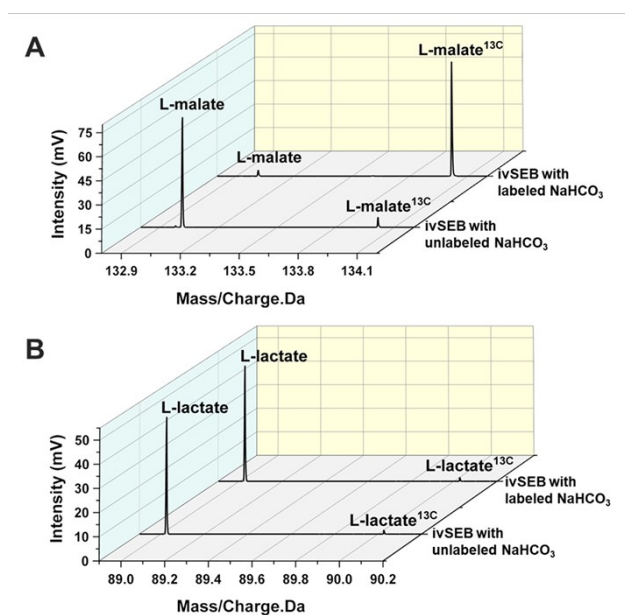 A
L-malate¹³C
L-malate
L-malate
L-malate¹³C
75
60
45
30
15
0
Intensity (mV)
ivSEB with
labeled NaHCO₃
ivSEB with
unlabeled NaHCO₃
132.9 133.2 133.5 133.8 134.1
Mass/Charge.Da
B
L-lactate
L-lactate
L-lactate¹³C
L-lactate¹³C
50
40
30
20
10
0
Intensity (mV)
ivSEB with
labeled NaHCO₃
ivSEB with
unlabeled NaHCO₃
89.0 89.2 89.4 89.6 89.8 90.0 90.2
Mass/Charge.Da